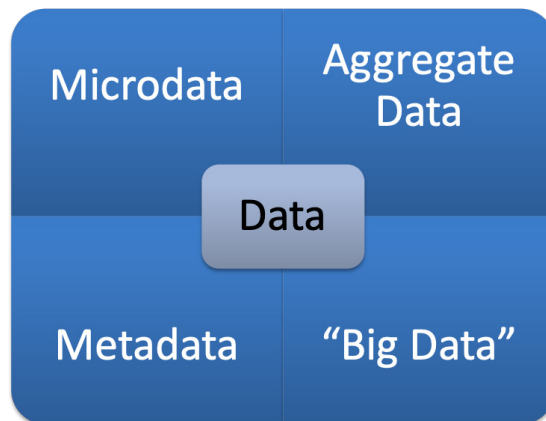 Microdata
Aggregate
Data
Data
Metadata
“Big Data”